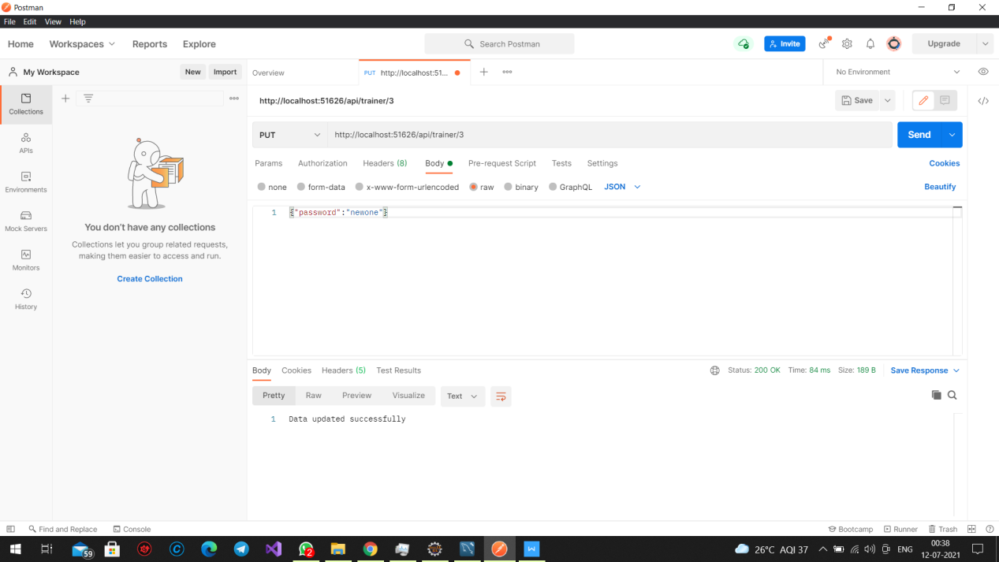 Postman
File Edit View Help
Home Workspaces Reports Explore Search Postman Invite Upgrade
My Workspace New Import Overview PUT http://localhost:51... No Environment
Collections
APIs
Environments
Mock Servers
Monitors
History
You don't have any collections
Collections let you group related requests,
making them easier to access and run.
Create Collection
http://localhost:51626/api/trainer/3 Save
PUT http://localhost:51626/api/trainer/3 Send
Params Authorization Headers (8) Body Pre-request Script Tests Settings Cookies
none form-data x-www-form-urlencoded raw binary GraphQL JSON Beautify
1 {"password":"newone"}
Body Cookies Headers (5) Test Results Status: 200 OK Time: 84 ms Size: 189 B Save Response
Pretty Raw Preview Visualize Text
1 Data updated successfully
Find and Replace Console Bootcamp Runner Trash
59 2 26°C AQI 37 ENG 00:38
12-07-2021